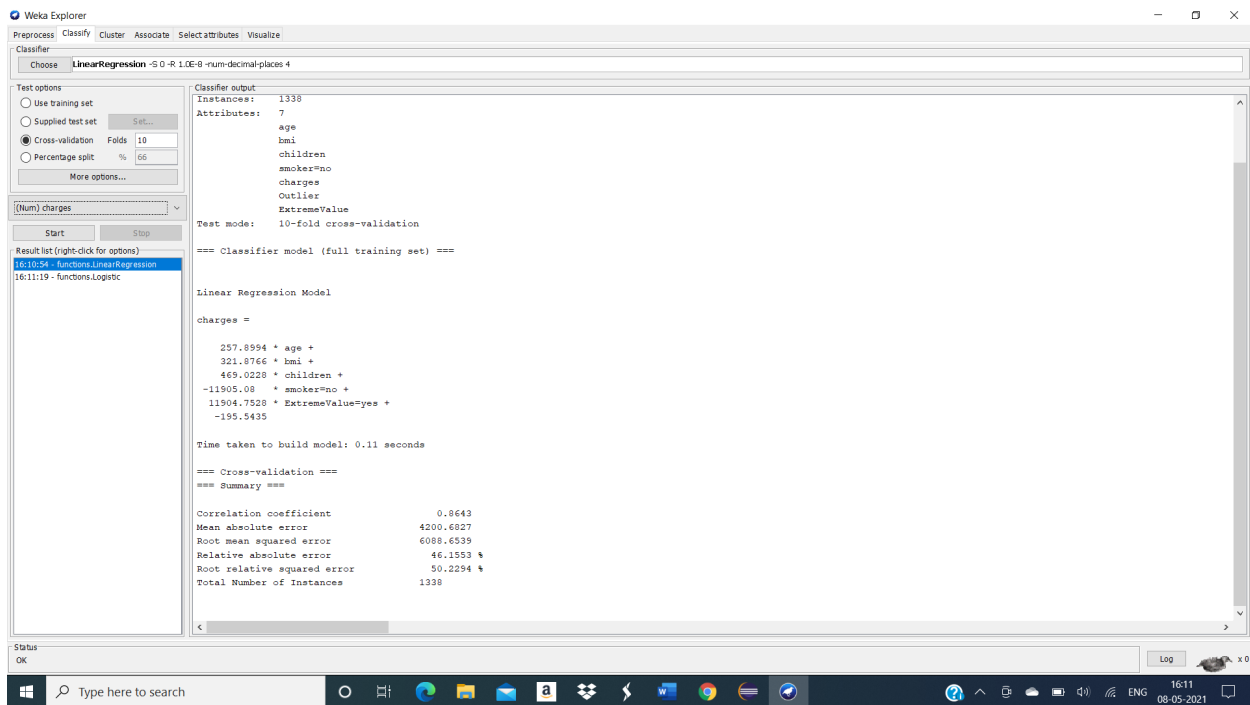 Weka Explorer
Preprocess Classify Cluster Associate Select attributes Visualize
Classifier
Choose LinearRegression -S 0 -R 1.0E-8 -num-decimal-places 4
Test options
Use training set
Supplied test set Set...
Cross-validation Folds 10
Percentage split % 66
More options...
(Num) charges
Start Stop
Result list (right-click for options)
16:10:54 - functions.LinearRegression
16:11:19 - functions.Logistic
Classifier output
Instances: 1338
Attributes: 7
age
bmi
children
smoker=no
charges
Outlier
ExtremeValue
Test mode: 10-fold cross-validation
=== Classifier model (full training set) ===
Linear Regression Model
charges =
257.8994 * age +
321.8766 * bmi +
469.0228 * children +
-11905.08 * smoker=no +
11904.7528 * ExtremeValue=yes +
-195.5435
Time taken to build model: 0.11 seconds
=== Cross-validation ===
=== Summary ===
Correlation coefficient 0.8643
Mean absolute error 4200.6827
Root mean squared error 6088.6539
Relative absolute error 46.1553 %
Root relative squared error 50.2294 %
Total Number of Instances 1338
Status
OK
Log x 0
Type here to search
a
ENG
16:11
08-05-2021